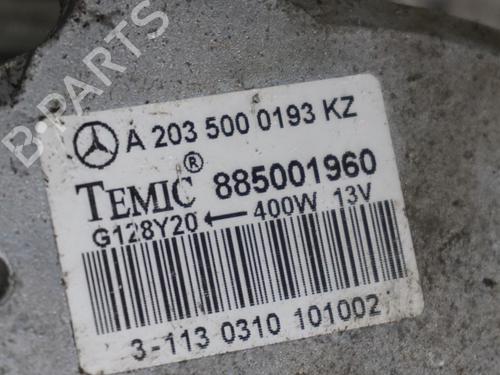 B-PARTS
A 203 500 0193 KZ
TEMIC® 885001960
G128Y20 ← 400W 13V
3-113 0310 101002